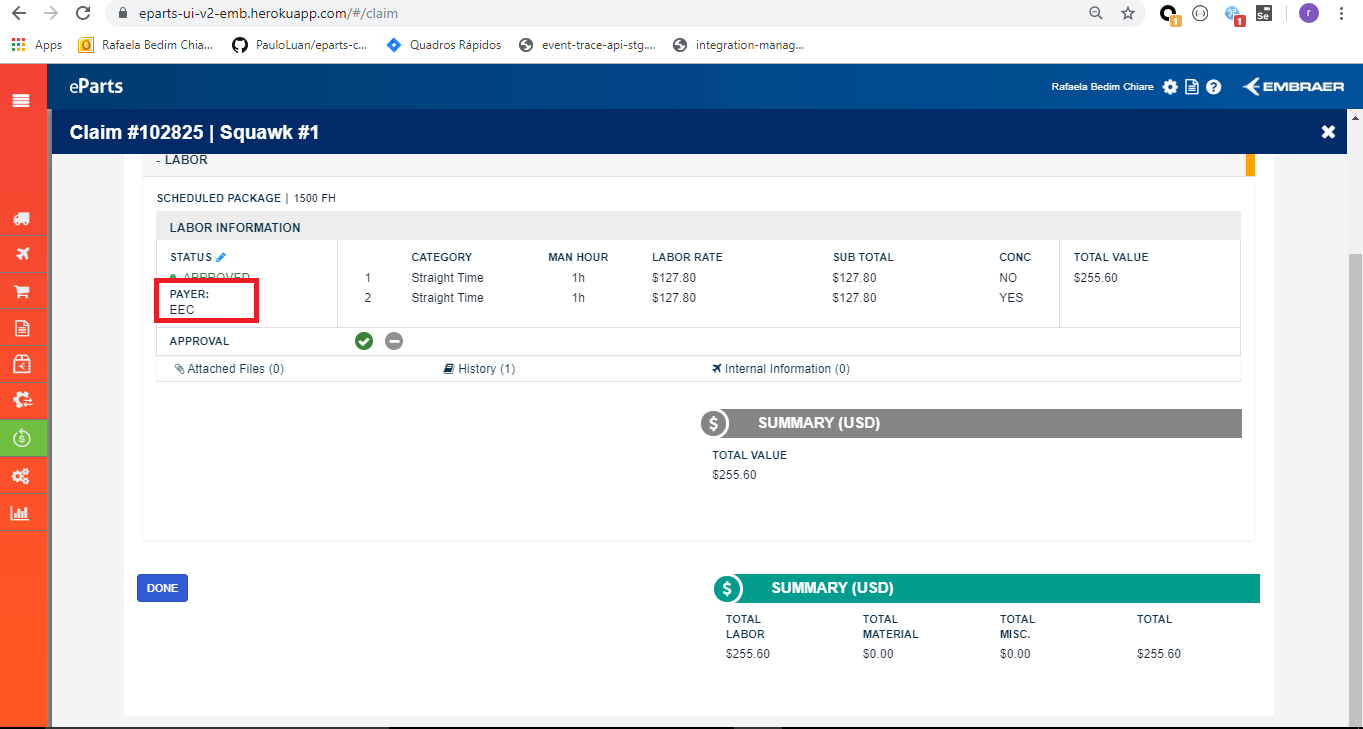 eparts-ui-v2-emb.herokuapp.com/#/claim
1
1
Se
r
Apps
Rafaela Bedim Chia...
PauloLuan/eparts-c...
Quadros Rápidos
event-trace-api-stg....
integration-manag...
eParts
Rafaela Bedim Chiare
EMBRAER
Claim #102825 | Squawk #1
- LABOR
SCHEDULED PACKAGE | 1500 FH
LABOR INFORMATION
STATUS CATEGORY MAN HOUR LABOR RATE SUB TOTAL CONC TOTAL VALUE
APPROVED 1 Straight Time 1h $127.80 $127.80 NO $255.60
PAYER: 2 Straight Time 1h $127.80 $127.80 YES
EEC
APPROVAL
Attached Files (0) History (1) Internal Information (0)
$ SUMMARY (USD)
TOTAL VALUE
$255.60
DONE
$ SUMMARY (USD)
TOTAL LABOR TOTAL MATERIAL TOTAL MISC. TOTAL
$255.60 $0.00 $0.00 $255.60